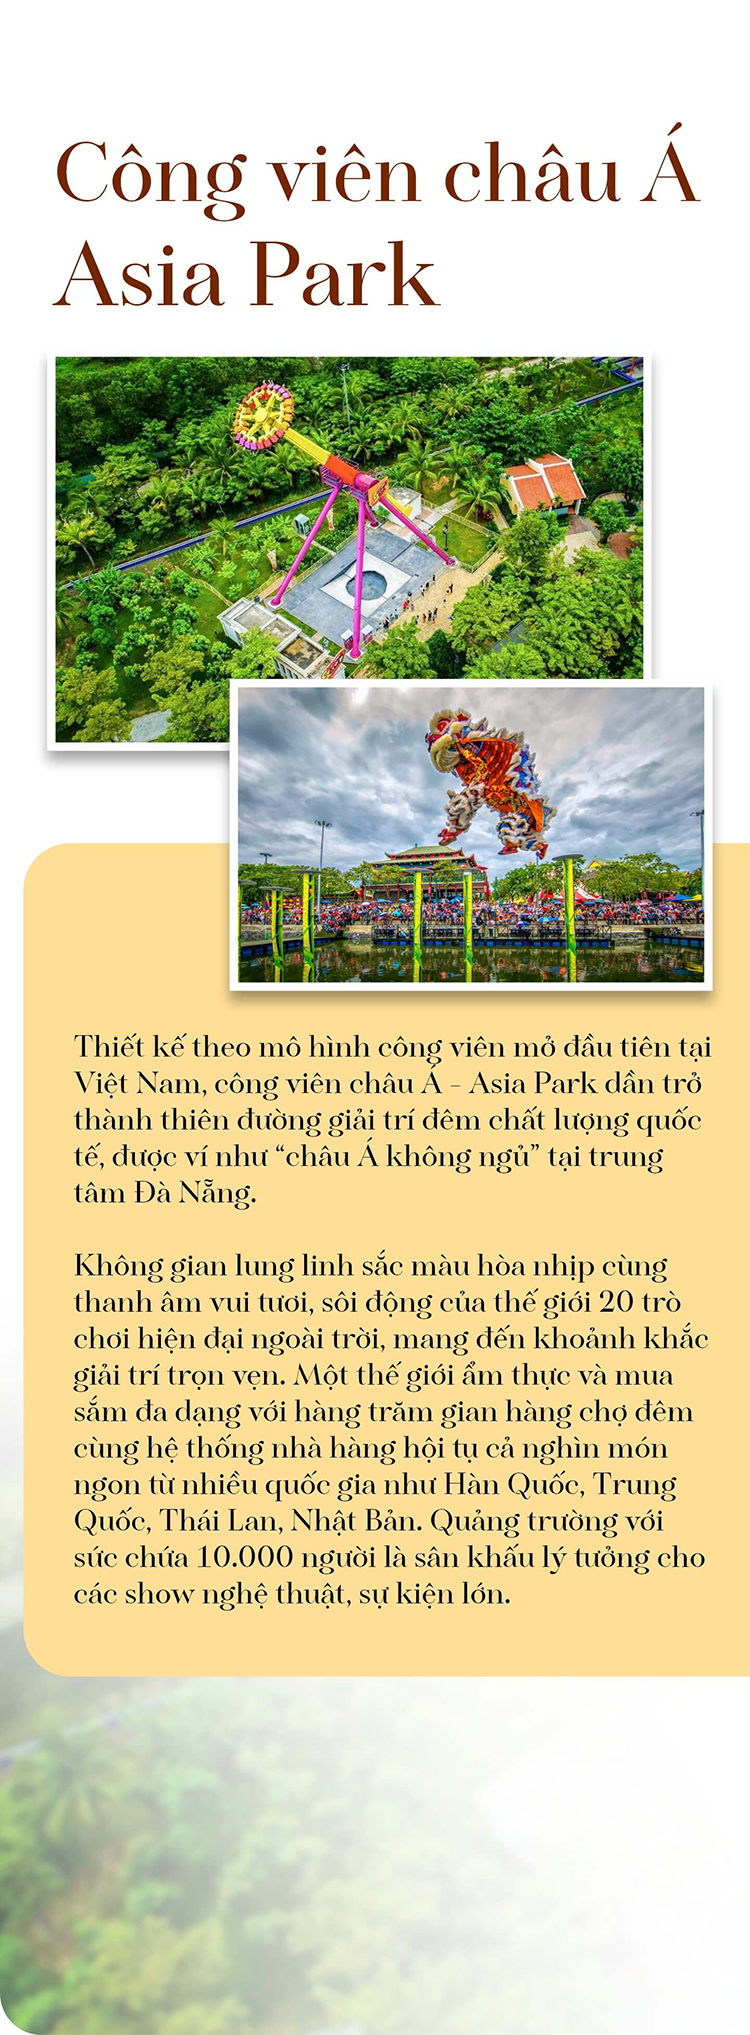 Công viên châu Á
Asia Park
Thiết kế theo mô hình công viên mở đầu tiên tại
Việt Nam, công viên châu Á - Asia Park dần trở
thành thiên đường giải trí đêm chất lượng quốc
tế, được ví như “châu Á không ngủ” tại trung
tâm Đà Nẵng.
Không gian lung linh sắc màu hòa nhịp cùng
thanh âm vui tươi, sôi động của thế giới 20 trò
chơi hiện đại ngoài trời, mang đến khoảnh khắc
giải trí trọn vẹn. Một thế giới ẩm thực và mua
sắm đa dạng với hàng trăm gian hàng chợ đêm
cùng hệ thống nhà hàng hội tụ cả nghìn món
ngon từ nhiều quốc gia như Hàn Quốc, Trung
Quốc, Thái Lan, Nhật Bản. Quảng trường với
sức chứa 10.000 người là sân khấu lý tưởng cho
các show nghệ thuật, sự kiện lớn.